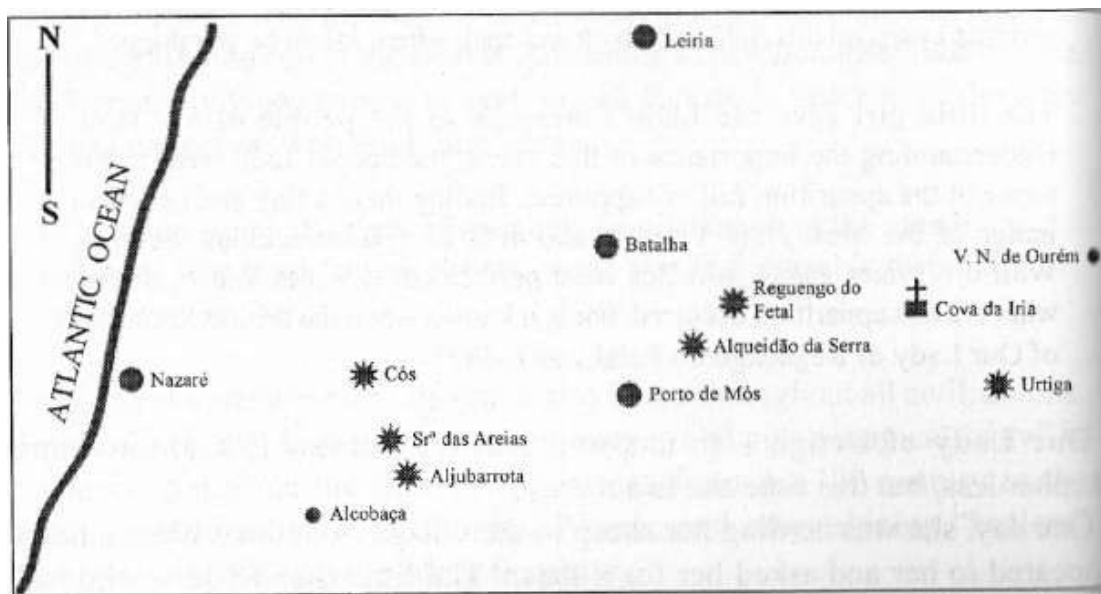 N
S
ATLANTIC OCEAN
Leiria
Batalha
V. N. de Ourém
Reguengo do
Fetal
Cova da Iria
Alqueidão da Serra
Nazaré
Cós
Porto de Mós
Urtiga
Srª das Areias
Aljubarrota
Alcobaça